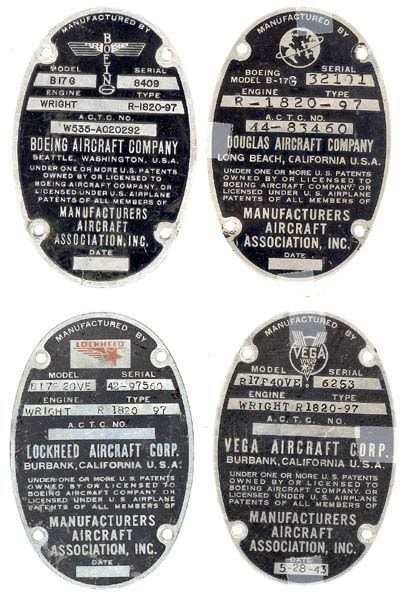 MANUFACTURED BY
BOEING
MODEL SERIAL
B17G 8409
ENGINE TYPE
WRIGHT R-1820-97
A.C.T.C. NO.
W535-AC20292
BOEING AIRCRAFT COMPANY
SEATTLE, WASHINGTON, U.S.A.
UNDER ONE OR MORE U.S. PATENTS
OWNED BY OR LICENSED TO
BOEING AIRCRAFT COMPANY, OR
LICENSED UNDER U.S. AIRPLANE
PATENTS OF ALL MEMBERS OF
MANUFACTURERS
AIRCRAFT
ASSOCIATION, INC.
DATE
MANUFACTURED BY
BOEING SERIAL
MODEL B-17G 32101
ENGINE TYPE
R-1820-97
A.C.T.C. NO.
44-83460
DOUGLAS AIRCRAFT COMPANY
LONG BEACH, CALIFORNIA U.S.A.
UNDER ONE OR MORE U.S. PATENTS
OWNED BY OR LICENSED TO
BOEING AIRCRAFT COMPANY, OR
LICENSED UNDER U.S. AIRPLANE
PATENTS OF ALL MEMBERS OF
MANUFACTURERS
AIRCRAFT
ASSOCIATION, INC.
DATE
MANUFACTURED BY
LOCKHEED
MODEL SERIAL
B17G 20VE 42-97560
ENGINE TYPE
WRIGHT R 1820 97
A.C.T.C. NO.
LOCKHEED AIRCRAFT CORP.
BURBANK, CALIFORNIA U.S.A.
UNDER ONE OR MORE U.S. PATENTS
OWNED BY OR LICENSED TO
BOEING AIRCRAFT COMPANY, OR
LICENSED UNDER U.S. AIRPLANE
PATENTS OF ALL MEMBERS OF
MANUFACTURERS
AIRCRAFT
ASSOCIATION, INC.
DATE
MANUFACTURED BY
VEGA
MODEL SERIAL
B17F40VE 6253
ENGINE TYPE
WRIGHT R1820-97
A.C.T.C. NO.
VEGA AIRCRAFT CORP.
BURBANK, CALIFORNIA U.S.A.
UNDER ONE OR MORE U.S. PATENTS
OWNED BY OR LICENSED TO
BOEING AIRCRAFT COMPANY, OR
LICENSED UNDER U.S. AIRPLANE
PATENTS OF ALL MEMBERS OF
MANUFACTURERS
AIRCRAFT
ASSOCIATION, INC.
DATE
5-28-43